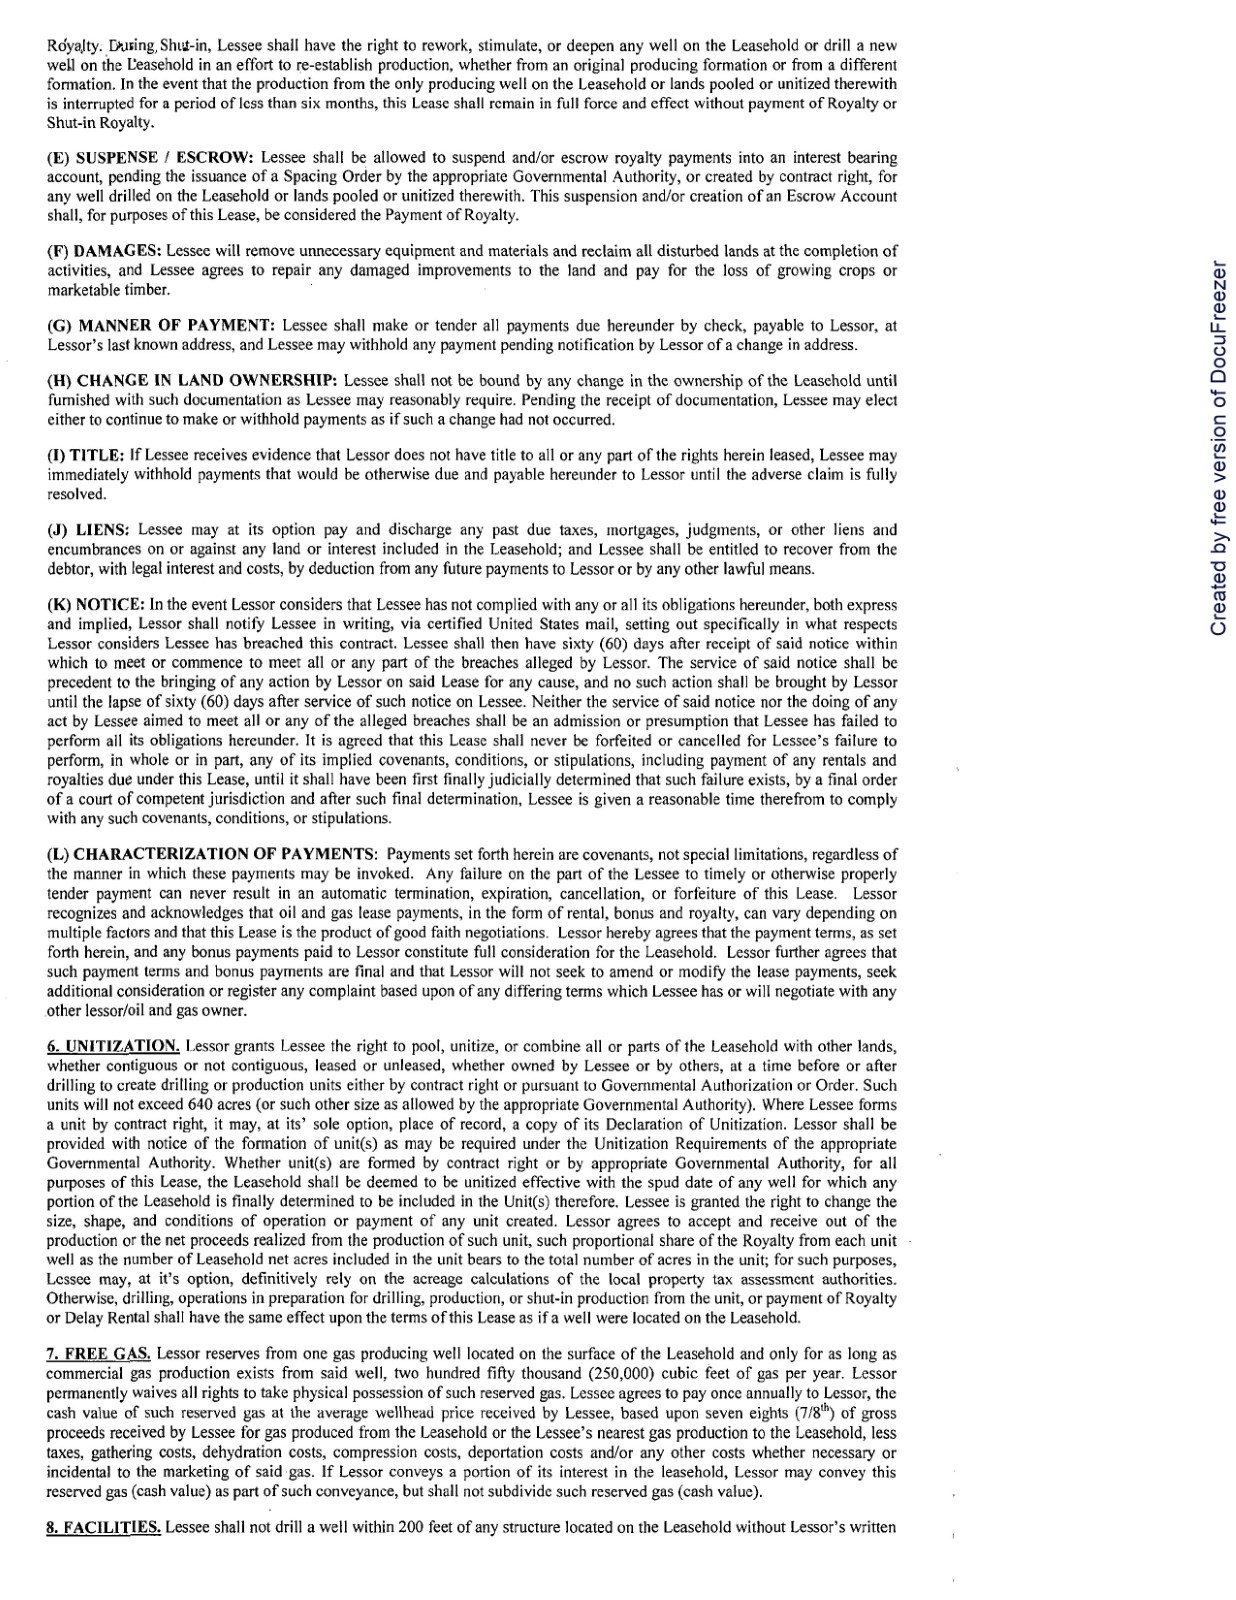 Royalty. During, Shut-in, Lessee shall have the right to rework, stimulate, or deepen any well on the Leasehold or drill a new
well on the Leasehold in an effort to re-establish production, whether from an original producing formation or from a different
formation. In the event that the production from the only producing well on the Leasehold or lands pooled or unitized therewith
is interrupted for a period of less than six months, this Lease shall remain in full force and effect without payment of Royalty or
Shut-in Royalty.
(E) SUSPENSE / ESCROW: Lessee shall be allowed to suspend and/or escrow royalty payments into an interest bearing
account, pending the issuance of a Spacing Order by the appropriate Governmental Authority, or created by contract right, for
any well drilled on the Leasehold or lands pooled or unitized therewith. This suspension and/or creation of an Escrow Account
shall, for purposes of this Lease, be considered the Payment of Royalty.
(F) DAMAGES: Lessee will remove unnecessary equipment and materials and reclaim all disturbed lands at the completion of
activities, and Lessee agrees to repair any damaged improvements to the land and pay for the loss of growing crops or
marketable timber.
(G) MANNER OF PAYMENT: Lessee shall make or tender all payments due hereunder by check, payable to Lessor, at
Lessor's last known address, and Lessee may withhold any payment pending notification by Lessor of a change in address.
(H) CHANGE IN LAND OWNERSHIP: Lessee shall not be bound by any change in the ownership of the Leasehold until
furnished with such documentation as Lessee may reasonably require. Pending the receipt of documentation, Lessee may elect
either to continue to make or withhold payments as if such a change had not occurred.
(I) TITLE: If Lessee receives evidence that Lessor does not have title to all or any part of the rights herein leased, Lessee may
immediately withhold payments that would be otherwise due and payable hereunder to Lessor until the adverse claim is fully
resolved.
(J) LIENS: Lessee may at its option pay and discharge any past due taxes, mortgages, judgments, or other liens and
encumbrances on or against any land or interest included in the Leasehold; and Lessee shall be entitled to recover from the
debtor, with legal interest and costs, by deduction from any future payments to Lessor or by any other lawful means.
(K) NOTICE: In the event Lessor considers that Lessee has not complied with any or all its obligations hereunder, both express
and implied, Lessor shall notify Lessee in writing, via certified United States mail, setting out specifically in what respects
Lessor considers Lessee has breached this contract. Lessee shall then have sixty (60) days after receipt of said notice within
which to meet or commence to meet all or any part of the breaches alleged by Lessor. The service of said notice shall be
precedent to the bringing of any action by Lessor on said Lease for any cause, and no such action shall be brought by Lessor
until the lapse of sixty (60) days after service of such notice on Lessee. Neither the service of said notice nor the doing of any
act by Lessee aimed to meet all or any of the alleged breaches shall be an admission or presumption that Lessee has failed to
perform all its obligations hereunder. It is agreed that this Lease shall never be forfeited or cancelled for Lessee's failure to
perform, in whole or in part, any of its implied covenants, conditions, or stipulations, including payment of any rentals and
royalties due under this Lease, until it shall have been first finally judicially determined that such failure exists, by a final order
of a court of competent jurisdiction and after such final determination, Lessee is given a reasonable time therefrom to comply
with any such covenants, conditions, or stipulations.
(L) CHARACTERIZATION OF PAYMENTS: Payments set forth herein are covenants, not special limitations, regardless of
the manner in which these payments may be invoked. Any failure on the part of the Lessee to timely or otherwise properly
tender payment can never result in an automatic termination, expiration, cancellation, or forfeiture of this Lease. Lessor
recognizes and acknowledges that oil and gas lease payments, in the form of rental, bonus and royalty, can vary depending on
multiple factors and that this Lease is the product of good faith negotiations. Lessor hereby agrees that the payment terms, as set
forth herein, and any bonus payments paid to Lessor constitute full consideration for the Leasehold. Lessor further agrees that
such payment terms and bonus payments are final and that Lessor will not seek to amend or modify the lease payments, seek
additional consideration or register any complaint based upon of any differing terms which Lessee has or will negotiate with any
other lessor/oil and gas owner.
6. UNITIZATION. Lessor grants Lessee the right to pool, unitize, or combine all or parts of the Leasehold with other lands,
whether contiguous or not contiguous, leased or unleased, whether owned by Lessee or by others, at a time before or after
drilling to create drilling or production units either by contract right or pursuant to Governmental Authorization or Order. Such
units will not exceed 640 acres (or such other size as allowed by the appropriate Governmental Authority). Where Lessee forms
a unit by contract right, it may, at its' sole option, place of record, a copy of its Declaration of Unitization. Lessor shall be
provided with notice of the formation of unit(s) as may be required under the Unitization Requirements of the appropriate
Governmental Authority. Whether unit(s) are formed by contract right or by appropriate Governmental Authority, for all
purposes of this Lease, the Leasehold shall be deemed to be unitized effective with the spud date of any well for which any
portion of the Leasehold is finally determined to be included in the Unit(s) therefore. Lessee is granted the right to change the
size, shape, and conditions of operation or payment of any unit created. Lessor agrees to accept and receive out of the
production or the net proceeds realized from the production of such unit, such proportional share of the Royalty from each unit
well as the number of Leasehold net acres included in the unit bears to the total number of acres in the unit; for such purposes,
Lessee may, at it's option, definitively rely on the acreage calculations of the local property tax assessment authorities.
Otherwise, drilling, operations in preparation for drilling, production, or shut-in production from the unit, or payment of Royalty
or Delay Rental shall have the same effect upon the terms of this Lease as if a well were located on the Leasehold.
7. FREE GAS. Lessor reserves from one gas producing well located on the surface of the Leasehold and only for as long as
commercial gas production exists from said well, two hundred fifty thousand (250,000) cubic feet of gas per year. Lessor
permanently waives all rights to take physical possession of such reserved gas. Lessee agrees to pay once annually to Lessor, the
cash value of such reserved gas at the average wellhead price received by Lessee, based upon seven eights (7/8th) of gross
proceeds received by Lessee for gas produced from the Leasehold or the Lessee's nearest gas production to the Leasehold, less
taxes, gathering costs, dehydration costs, compression costs, deportation costs and/or any other costs whether necessary or
incidental to the marketing of said gas. If Lessor conveys a portion of its interest in the leasehold, Lessor may convey this
reserved gas (cash value) as part of such conveyance, but shall not subdivide such reserved gas (cash value).
8. FACILITIES. Lessee shall not drill a well within 200 feet of any structure located on the Leasehold without Lessor's written
Created by free version of DocuFreezer